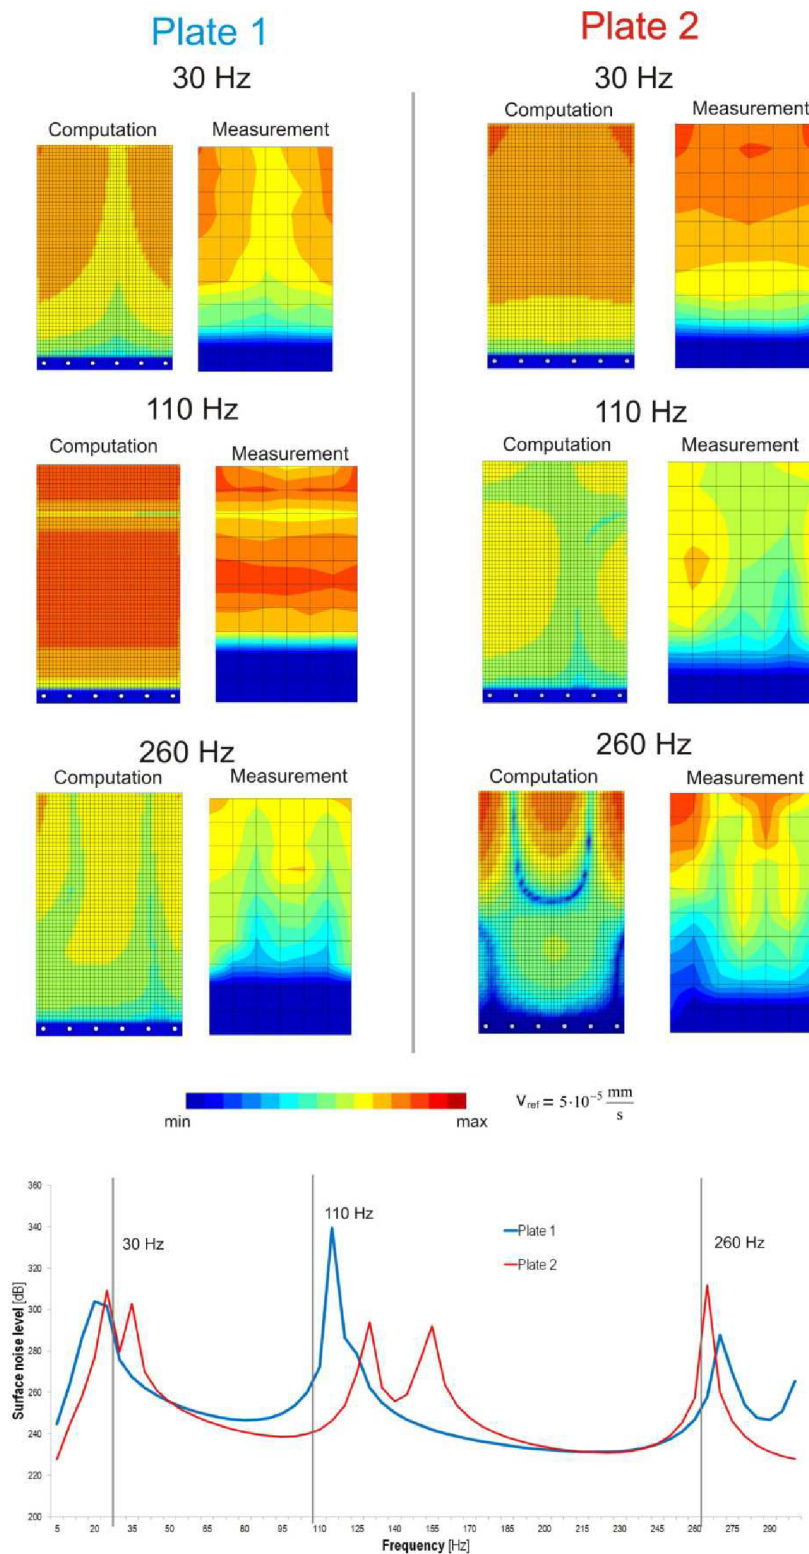 Plate 1
Plate 2
30 Hz
30 Hz
Computation
Measurement
Computation
Measurement
110 Hz
110 Hz
Computation
Measurement
Computation
Measurement
260 Hz
260 Hz
Computation
Measurement
Computation
Measurement
min
max
V_ref = 5·10⁻⁵ mm/s
360
340
320
300
280
260
240
220
200
Surface noise level [dB]
30 Hz
110 Hz
260 Hz
Plate 1
Plate 2
5 20 35 50 65 80 95 110 125 140 155 170 185 200 215 230 245 260 275 290
Frequency [Hz]